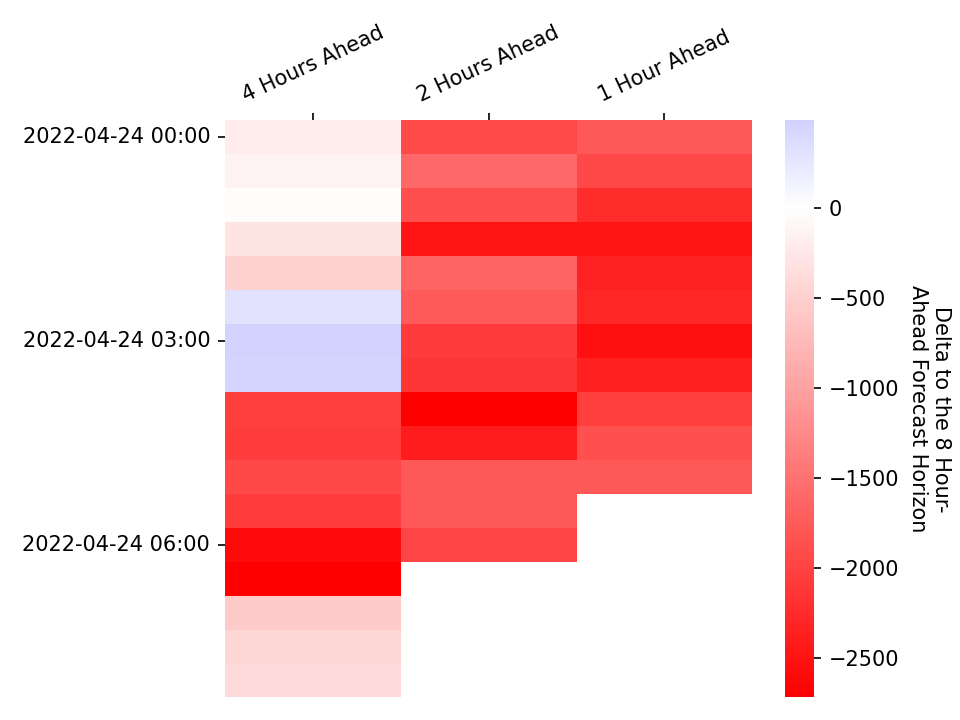 4 Hours Ahead
2 Hours Ahead
1 Hour Ahead
2022-04-24 00:00
2022-04-24 03:00
2022-04-24 06:00
0
−500
−1000
−1500
−2000
−2500
Delta to the 8 Hour-
Ahead Forecast Horizon